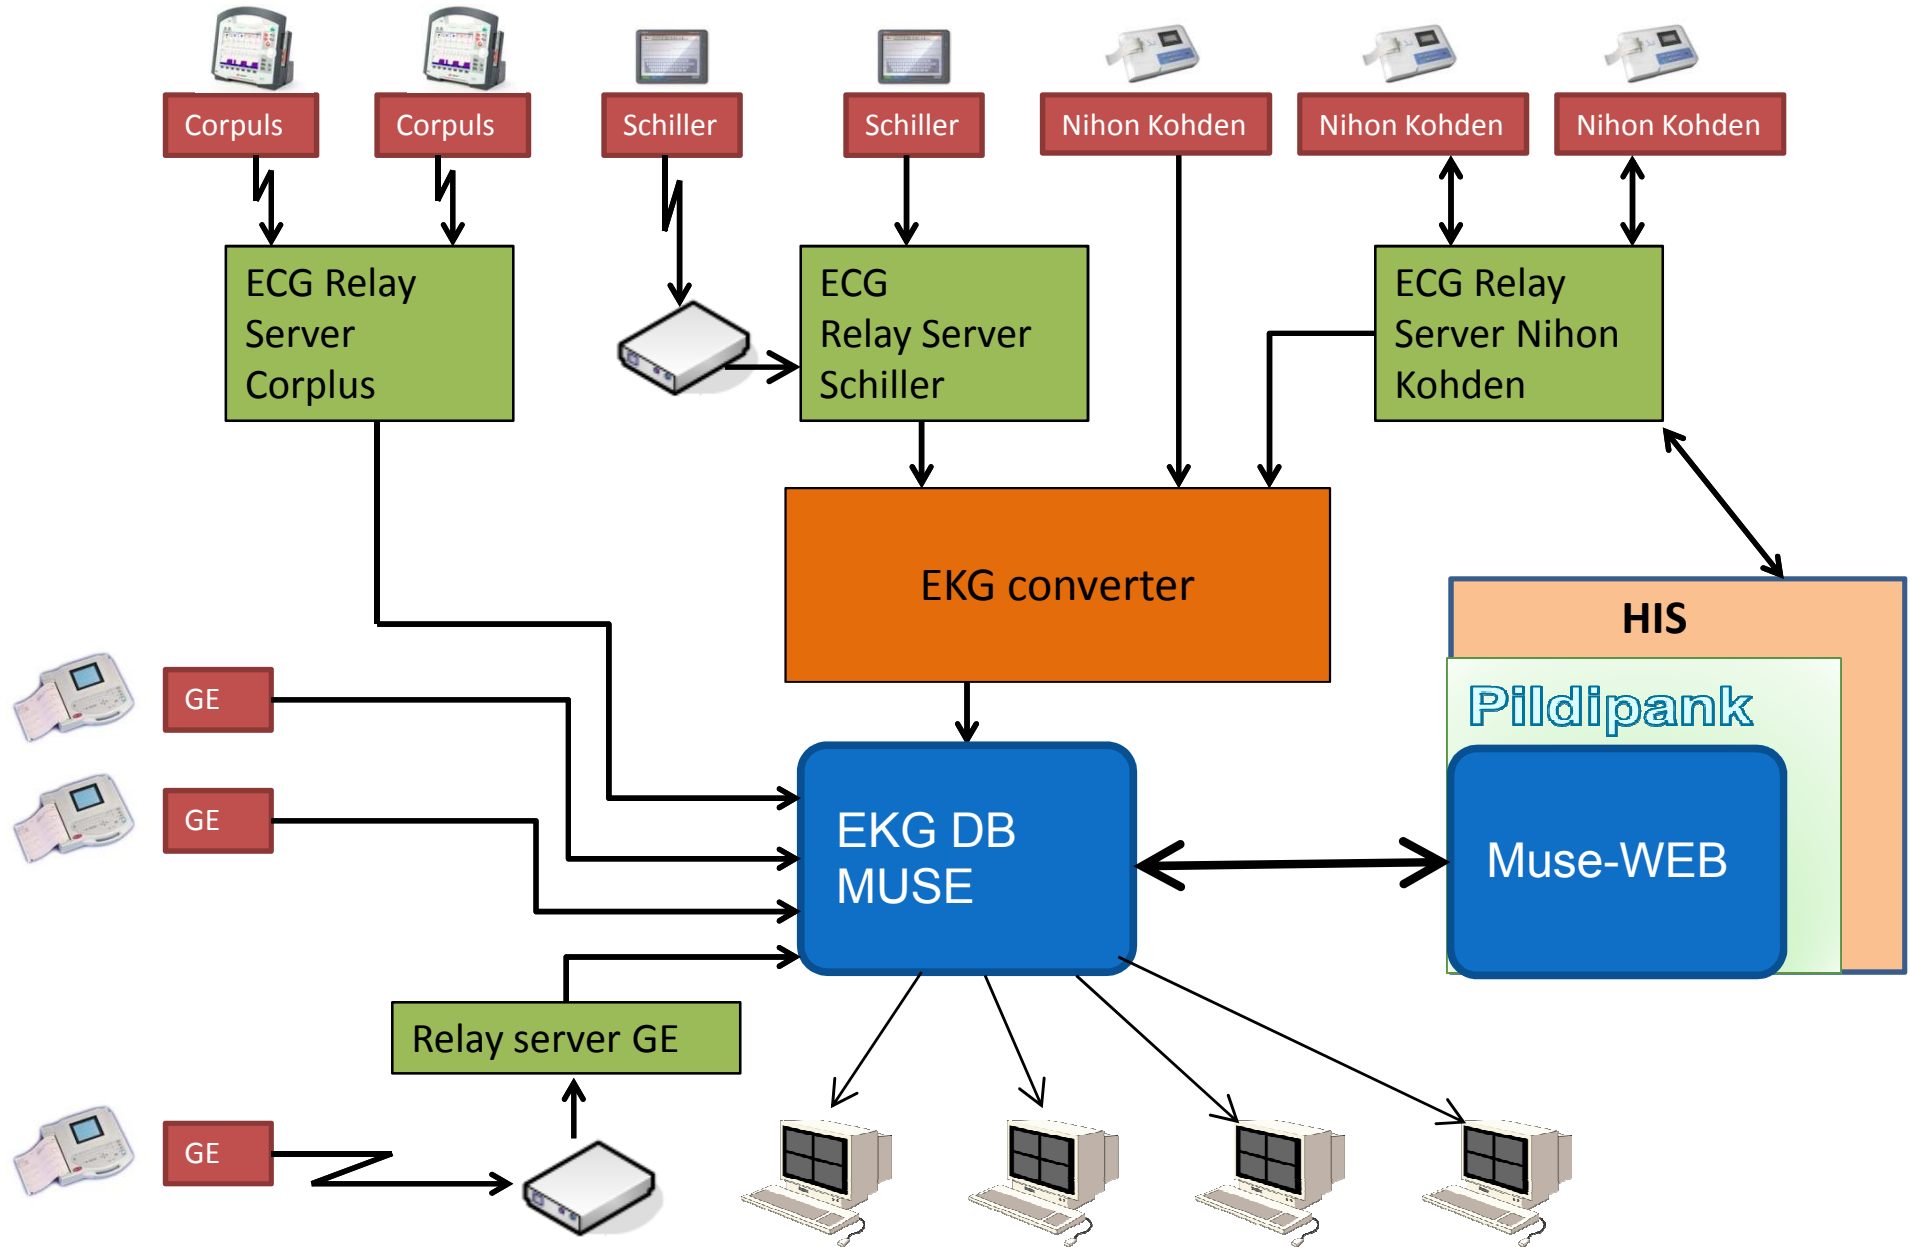 Corpuls
Corpuls
Schiller
Schiller
Nihon Kohden
Nihon Kohden
Nihon Kohden
ECG Relay
Server
Corplus
ECG
Relay Server
Schiller
ECG Relay
Server Nihon
Kohden
EKG converter
HIS
Pildipank
GE
GE
EKG DB
MUSE
Muse-WEB
Relay server GE
GE